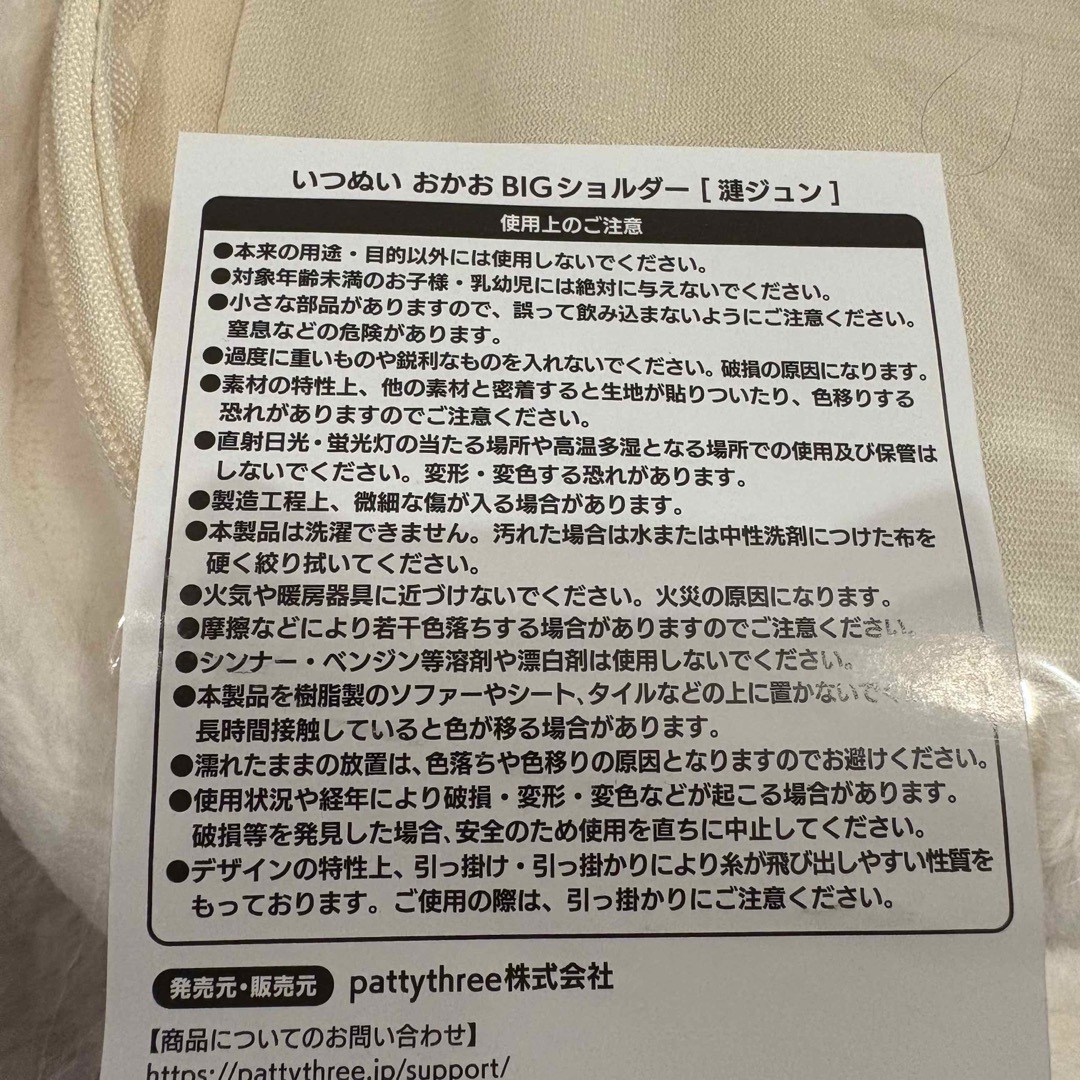 いつぬい おかお BIGショルダー [ 漣ジュン ]
使用上のご注意
●本来の用途・目的以外には使用しないでください。
●対象年齢未満のお子様・乳幼児には絶対に与えないでください。
●小さな部品がありますので、誤って飲み込まないようにご注意ください。
窒息などの危険があります。
●過度に重いものや鋭利なものを入れないでください。破損の原因になります。
●素材の特性上、他の素材と密着すると生地が貼りついたり、色移りする
恐れがありますのでご注意ください。
●直射日光・蛍光灯の当たる場所や高温多湿となる場所での使用及び保管は
しないでください。変形・変色する恐れがあります。
●製造工程上、微細な傷が入る場合があります。
●本製品は洗濯できません。汚れた場合は水または中性洗剤につけた布を
硬く絞り拭いてください。
●火気や暖房器具に近づけないでください。火災の原因になります。
●摩擦などにより若干色落ちする場合がありますのでご注意ください。
●シンナー・ベンジン等溶剤や漂白剤は使用しないでください。
●本製品を樹脂製のソファーやシート、タイルなどの上に置かないでく
長時間接触していると色が移る場合があります。
●濡れたままの放置は、色落ちや色移りの原因となりますのでお避けください。
●使用状況や経年により破損・変形・変色などが起こる場合があります。
破損等を発見した場合、安全のため使用を直ちに中止してください。
●デザインの特性上、引っ掛け・引っ掛かりにより糸が飛び出しやすい性質を
もっております。ご使用の際は、引っ掛かりにご注意ください。
発売元・販売元 pattythree株式会社
【商品についてのお問い合わせ】
https://pattythree.jp/support/